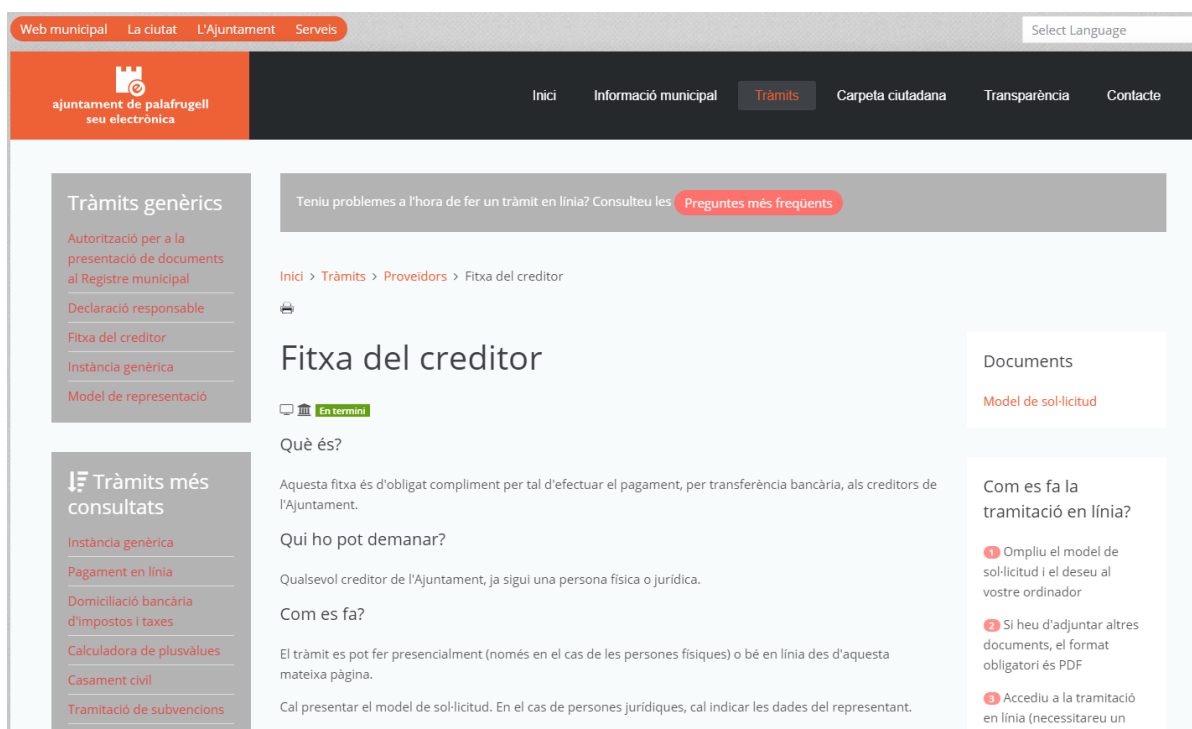 Web municipal La ciutat L'Ajuntament Serveis
Select Language
ajuntament de palafrugell
seu electrònica
Inici Informació municipal Tràmits Carpeta ciutadana Transparència Contacte
Tràmits genèrics
Autorització per a la
presentació de documents
al Registre municipal
Declaració responsable
Fitxa del creditor
Instància genèrica
Model de representació
Tràmits més
consultats
Instància genèrica
Pagament en línia
Domiciliació bancària
d'impostos i taxes
Calculadora de plusvàlues
Casament civil
Tramitació de subvencions
Teniu problemes a l'hora de fer un tràmit en línia? Consulteu les Preguntes més freqüents
Inici > Tràmits > Proveïdors > Fitxa del creditor
Fitxa del creditor
En termini
Què és?
Aquesta fitxa és d'obligat compliment per tal d'efectuar el pagament, per transferència bancària, als creditors de
l'Ajuntament.
Qui ho pot demanar?
Qualsevol creditor de l'Ajuntament, ja sigui una persona física o jurídica.
Com es fa?
El tràmit es pot fer presencialment (només en el cas de les persones físiques) o bé en línia des d'aquesta
mateixa pàgina.
Cal presentar el model de sol·licitud. En el cas de persones jurídiques, cal indicar les dades del representant.
Documents
Model de sol·licitud
Com es fa la
tramitació en línia?
1 Ompliu el model de
sol·licitud i el deseu al
vostre ordinador
2 Si heu d'adjuntar altres
documents, el format
obligatori és PDF
3 Accediu a la tramitació
en línia (necessitareu un